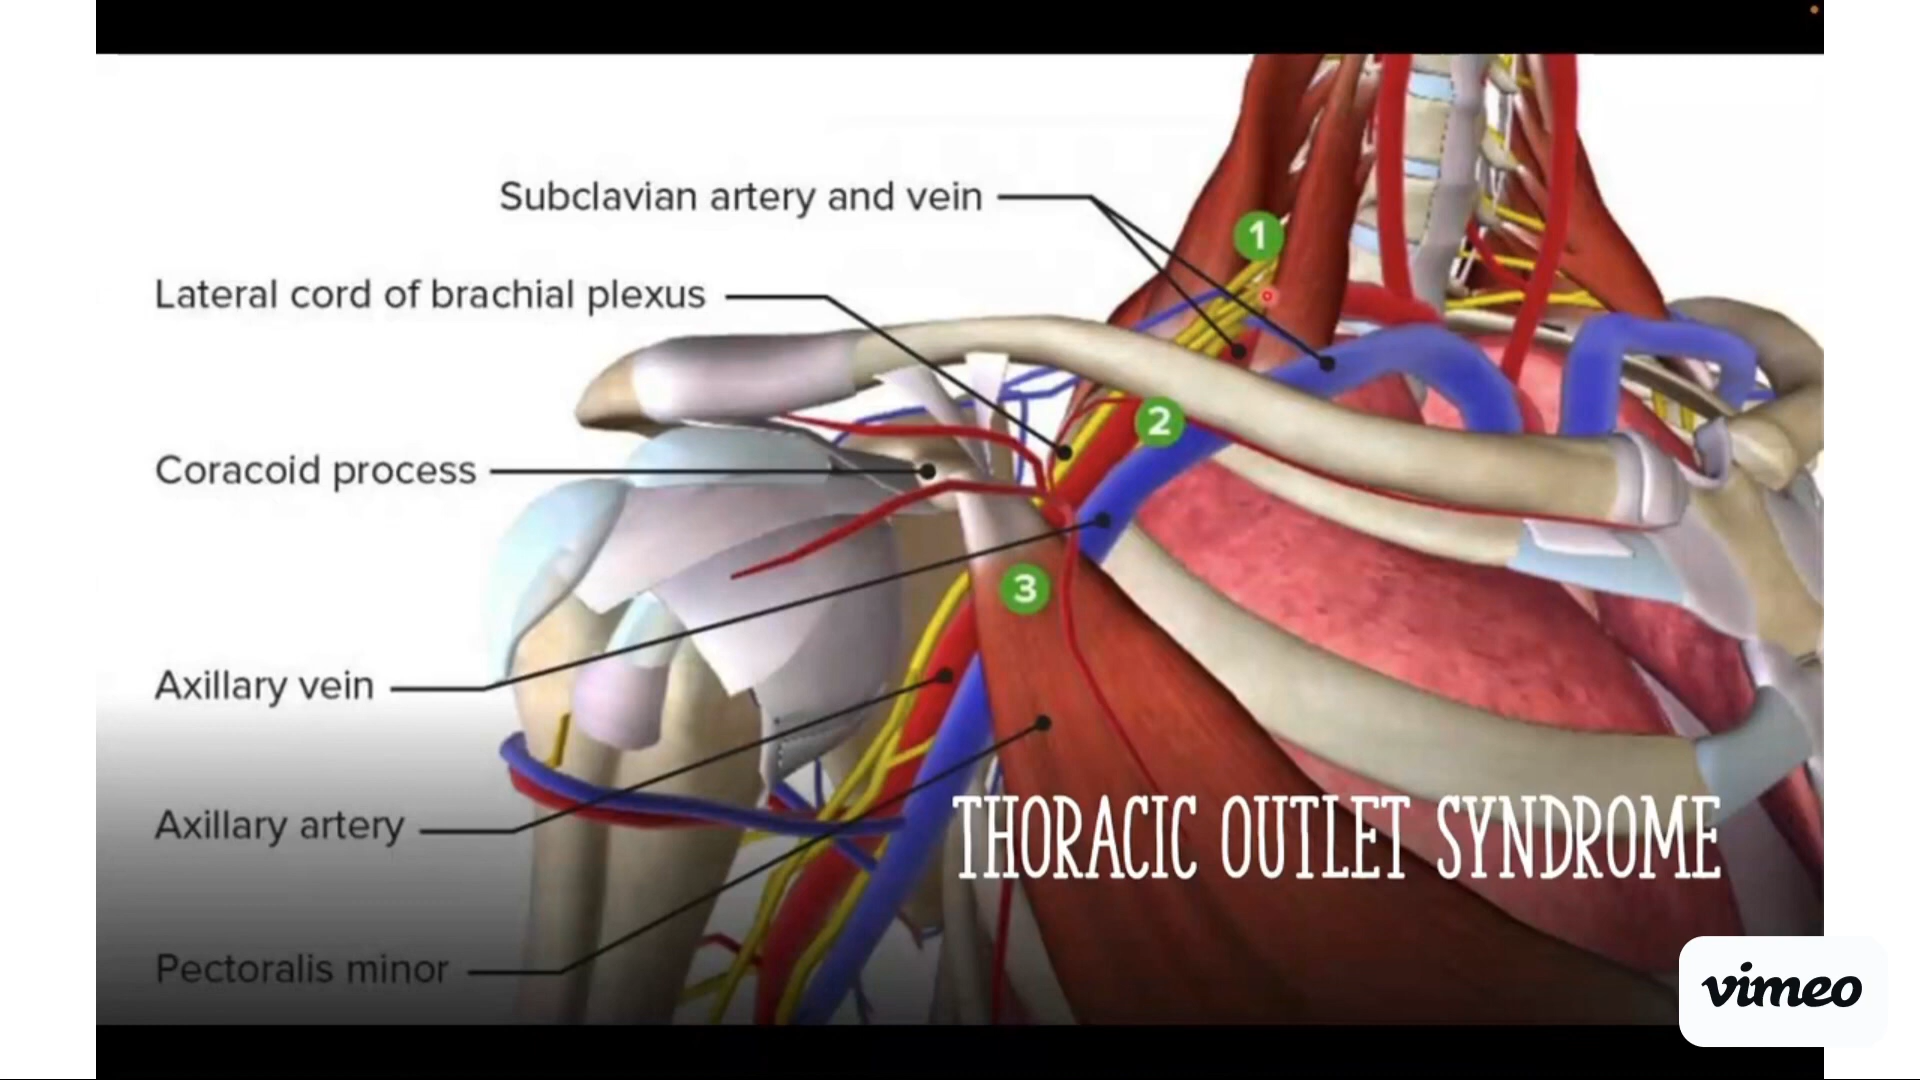 Subclavian artery and vein
1
Lateral cord of brachial plexus
2
Coracoid process
3
Axillary vein
Axillary artery
THORACIC OUTLET SYNDROME
Pectoralis minor
vimeo